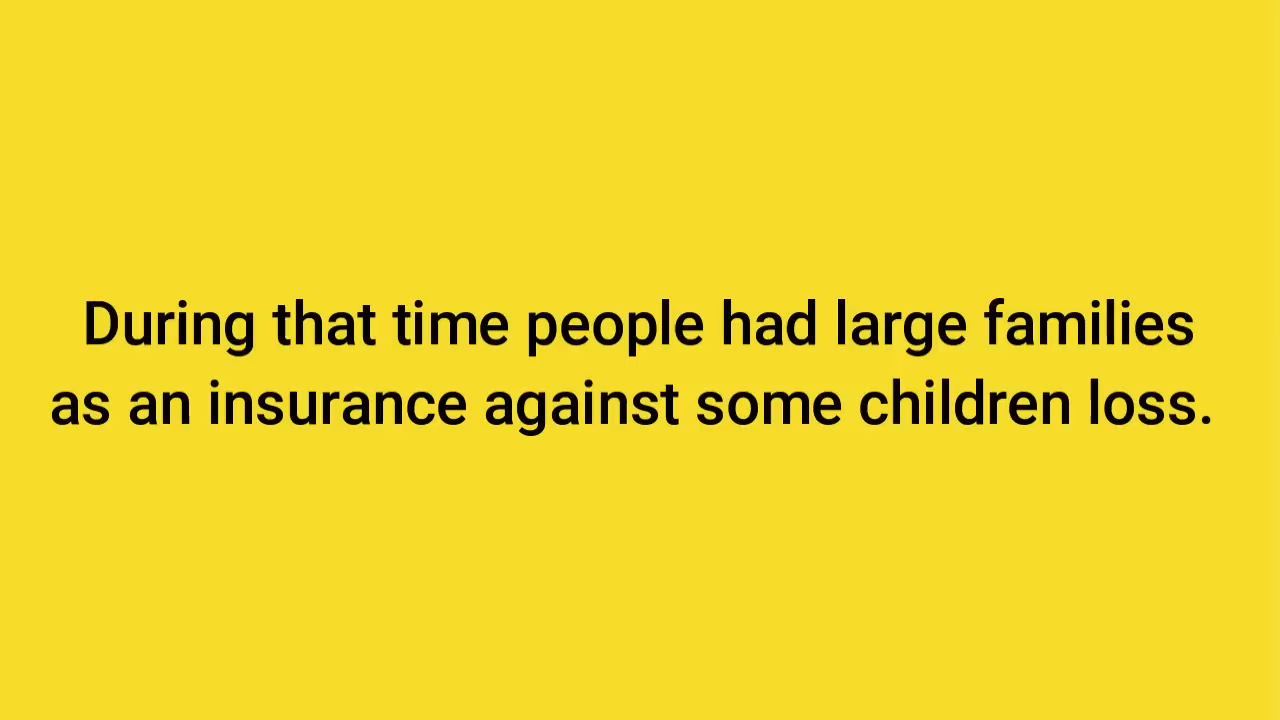 During that time people had large families
as an insurance against some children loss.